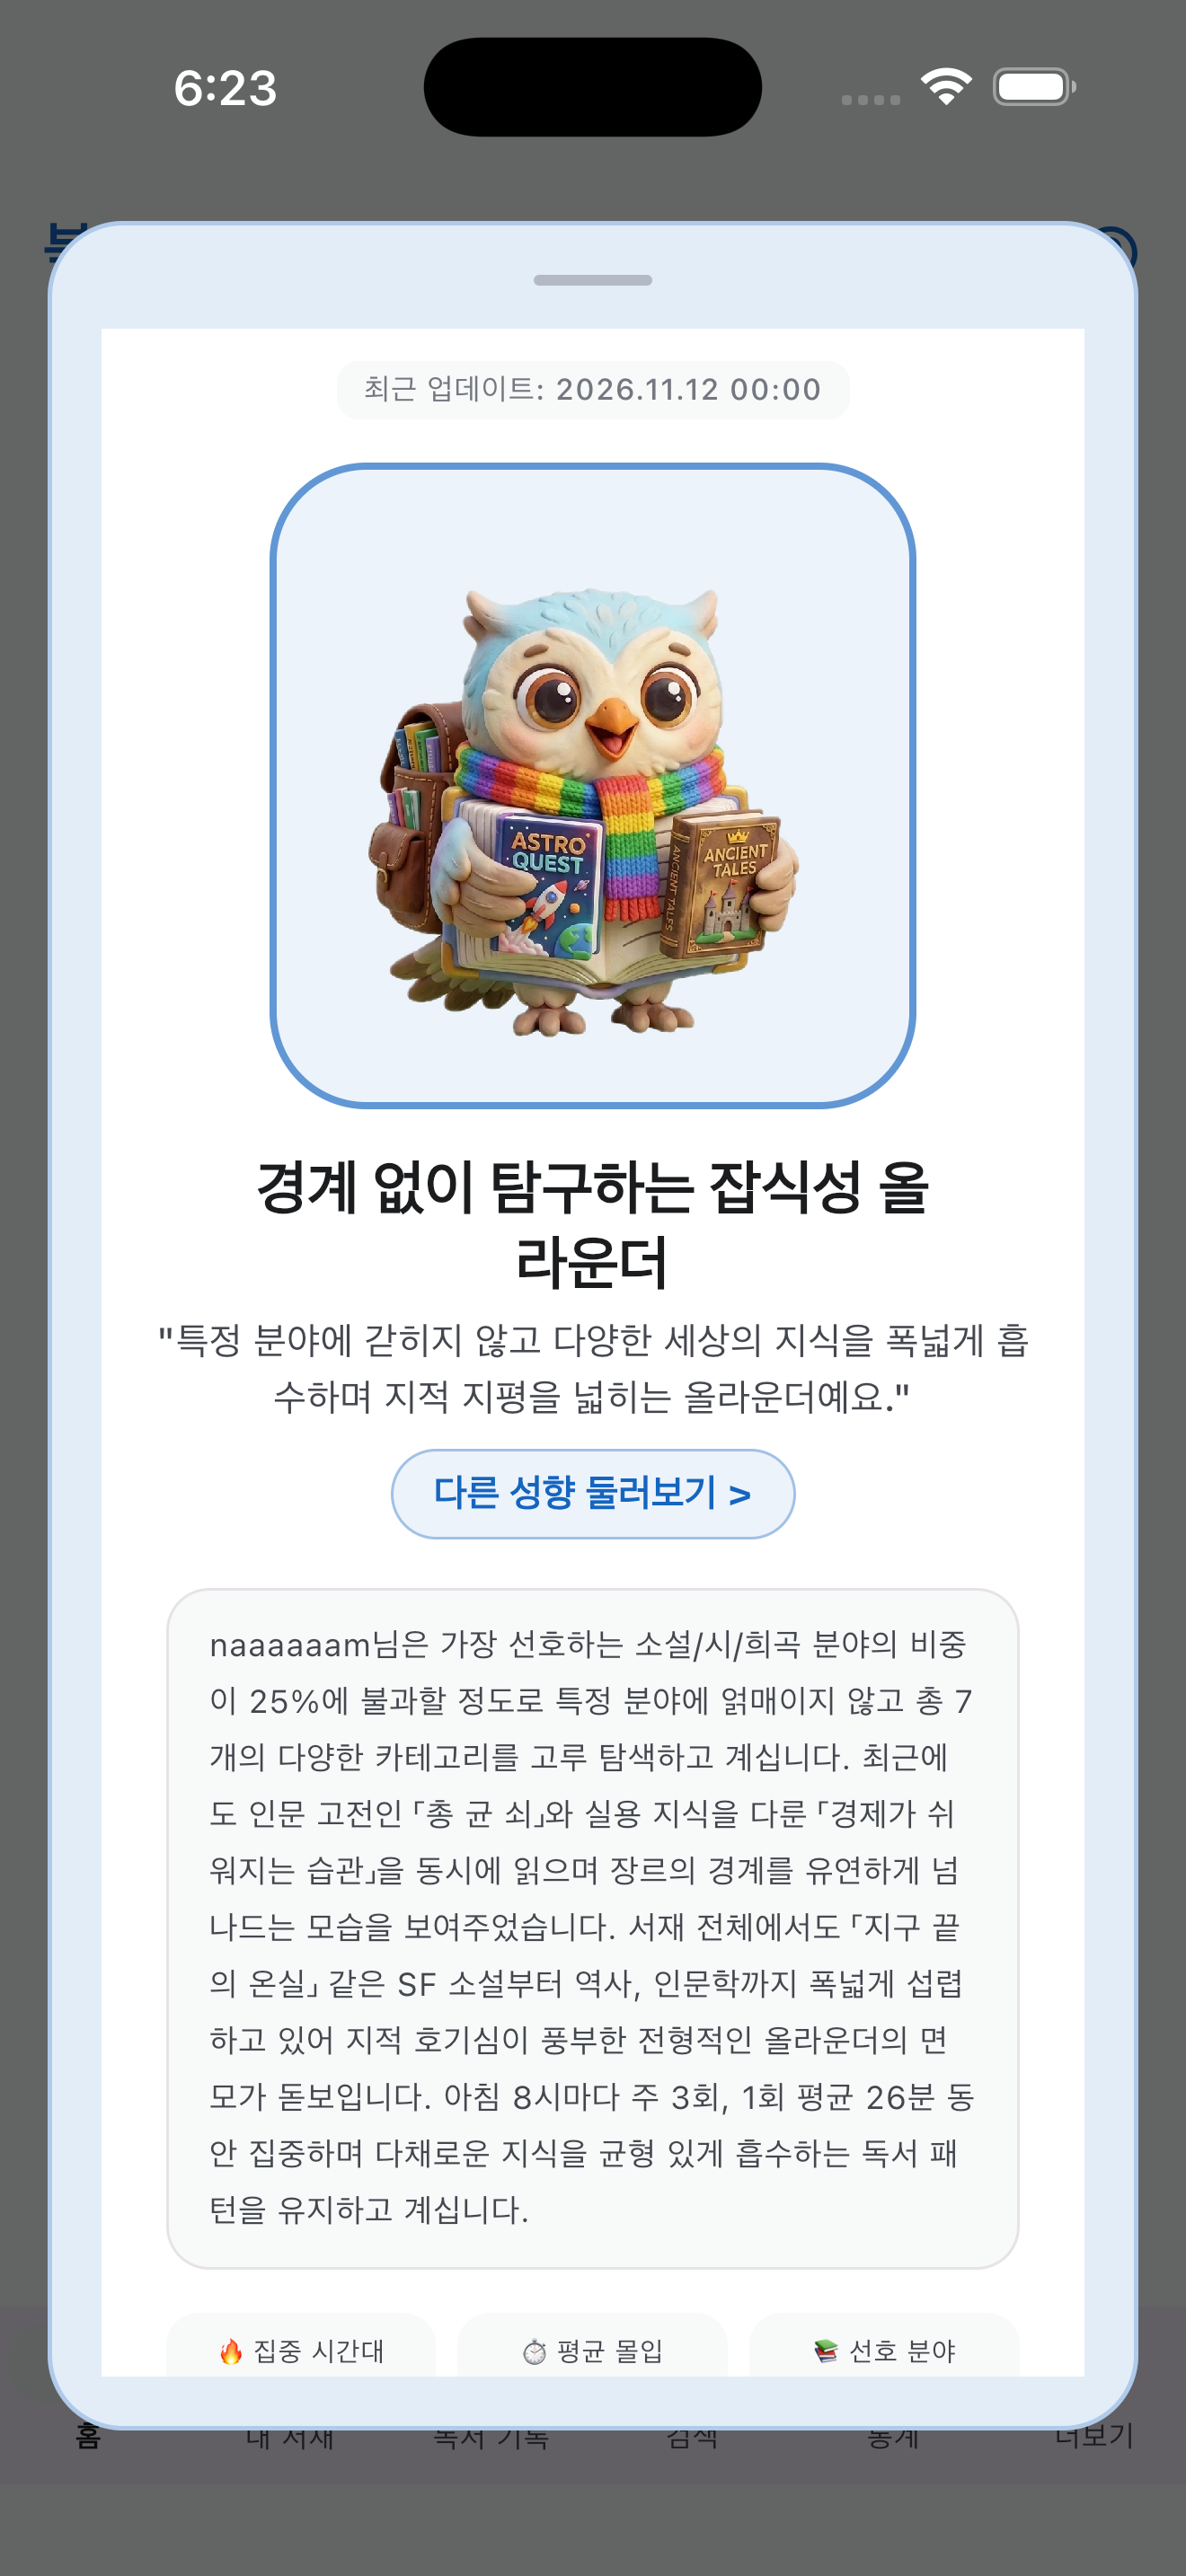 6:23
최근 업데이트: 2026.11.12 00:00
ASTRO
QUEST
ANCIENT
TALES
ANCIENT TALES
경계 없이 탐구하는 잡식성 올
라운더
"특정 분야에 갇히지 않고 다양한 세상의 지식을 폭넓게 흡
수하며 지적 지평을 넓히는 올라운더예요."
다른 성향 둘러보기 >
naaaaaam님은 가장 선호하는 소설/시/희곡 분야의 비중
이 25%에 불과할 정도로 특정 분야에 얽매이지 않고 총 7
개의 다양한 카테고리를 고루 탐색하고 계십니다. 최근에
도 인문 고전인 「총 균 쇠」와 실용 지식을 다룬 「경제가 쉬
워지는 습관」을 동시에 읽으며 장르의 경계를 유연하게 넘
나드는 모습을 보여주었습니다. 서재 전체에서도 「지구 끝
의 온실」 같은 SF 소설부터 역사, 인문학까지 폭넓게 섭렵
하고 있어 지적 호기심이 풍부한 전형적인 올라운더의 면
모가 돋보입니다. 아침 8시마다 주 3회, 1회 평균 26분 동
안 집중하며 다채로운 지식을 균형 있게 흡수하는 독서 패
턴을 유지하고 계십니다.
🔥 집중 시간대
⏱️ 평균 몰입
📚 선호 분야
홈
내 서재
독서 기록
검색
통계
더보기